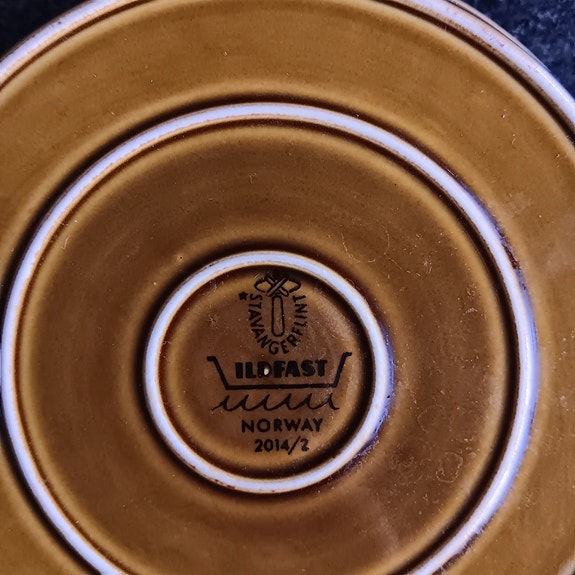 STAVANGERFLINT
ILDFAST
NORWAY
2014/2